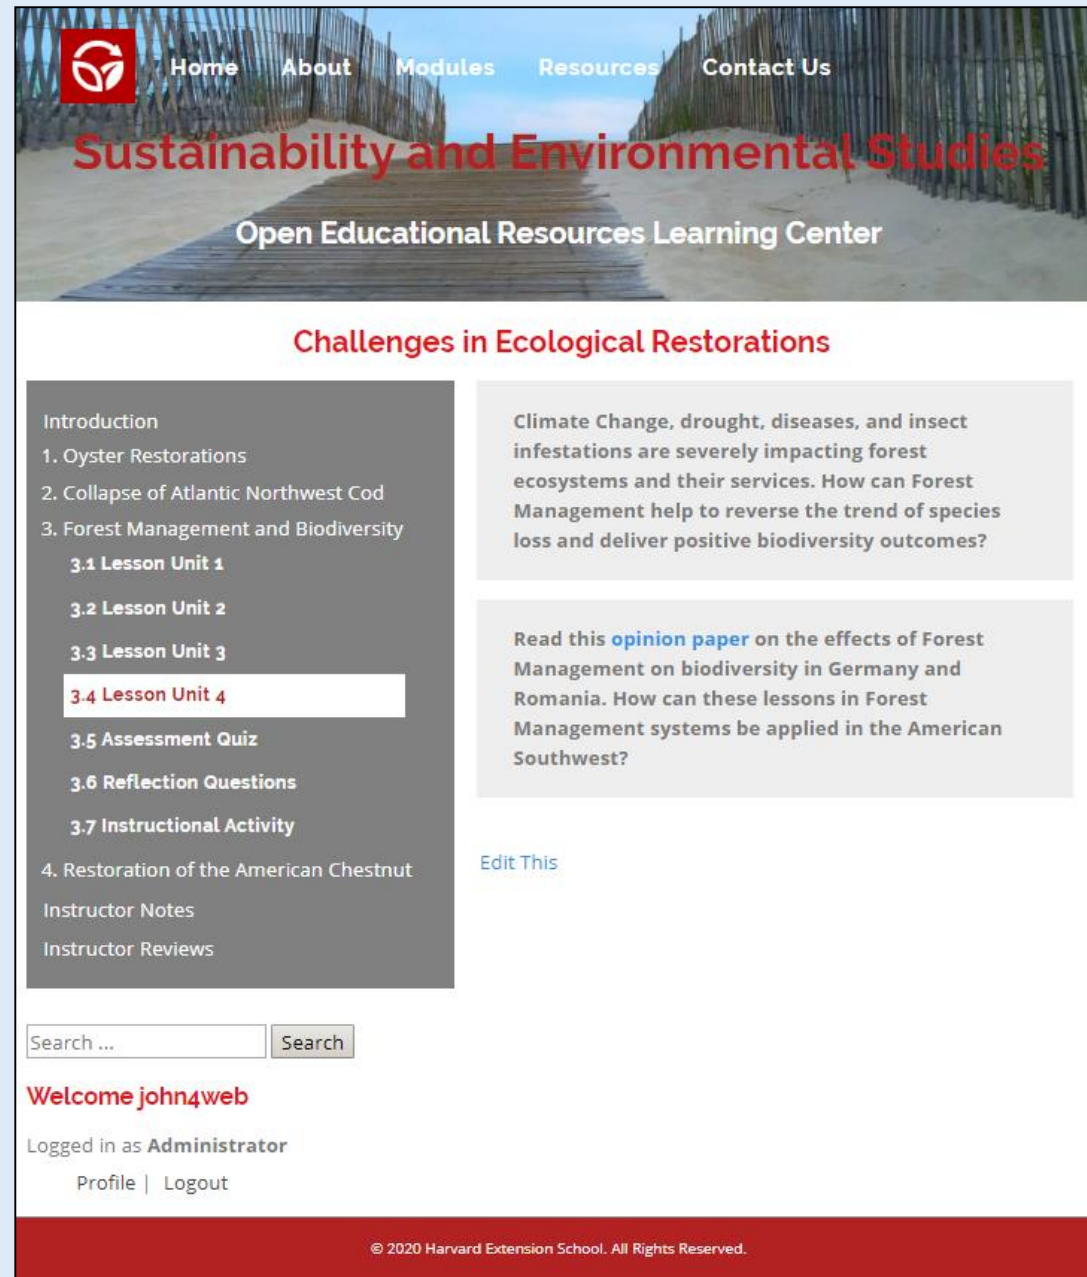 Home About Modules Resources Contact Us
Sustainability and Environmental Studies
Open Educational Resources Learning Center
Challenges in Ecological Restorations
Introduction
1. Oyster Restorations
2. Collapse of Atlantic Northwest Cod
3. Forest Management and Biodiversity
3.1 Lesson Unit 1
3.2 Lesson Unit 2
3.3 Lesson Unit 3
3.4 Lesson Unit 4
3.5 Assessment Quiz
3.6 Reflection Questions
3.7 Instructional Activity
4. Restoration of the American Chestnut
Instructor Notes
Instructor Reviews
Climate Change, drought, diseases, and insect
infestations are severely impacting forest
ecosystems and their services. How can Forest
Management help to reverse the trend of species
loss and deliver positive biodiversity outcomes?
Read this opinion paper on the effects of Forest
Management on biodiversity in Germany and
Romania. How can these lessons in Forest
Management systems be applied in the American
Southwest?
Edit This
Search ... Search
Welcome john4web
Logged in as Administrator
Profile | Logout
© 2020 Harvard Extension School. All Rights Reserved.